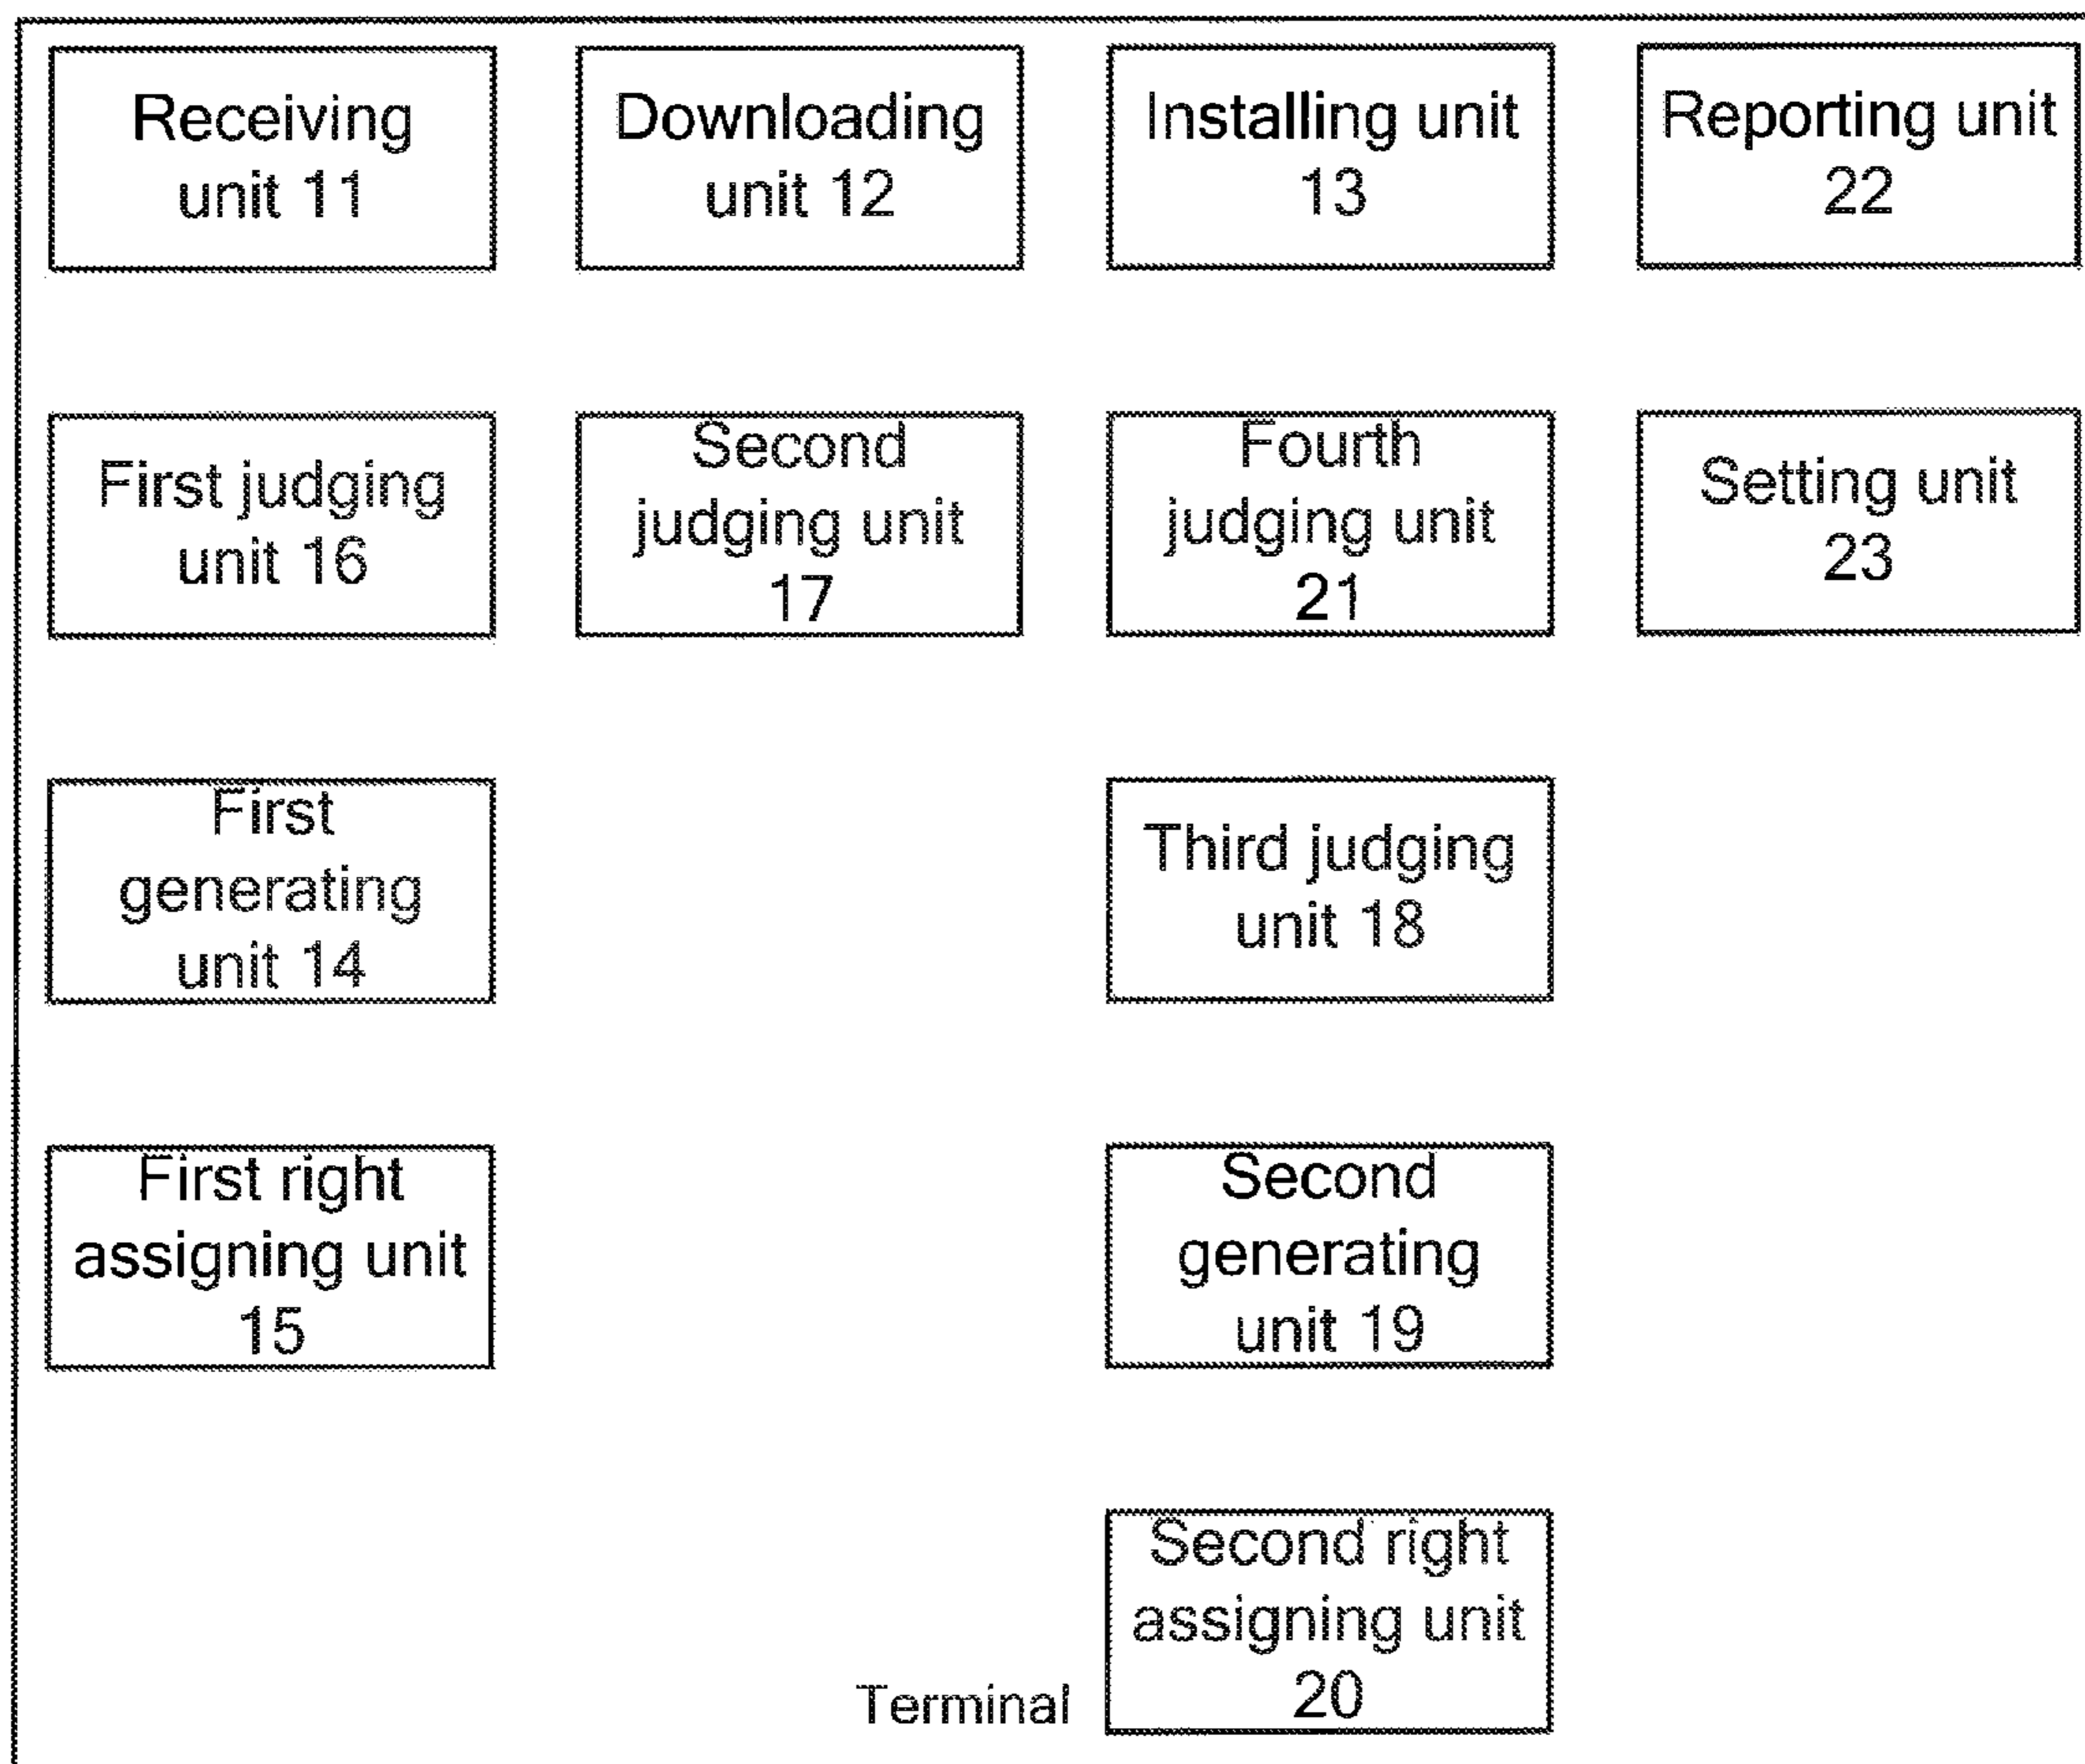 Receiving
unit 11
Downloading
unit 12
Installing unit
13
Reporting unit
22
First judging
unit 16
Second
judging unit
17
Fourth
judging unit
21
Setting unit
23
First
generating
unit 14
Third judging
unit 18
First right
assigning unit
15
Second
generating
unit 19
Second right
assigning unit
20
Terminal